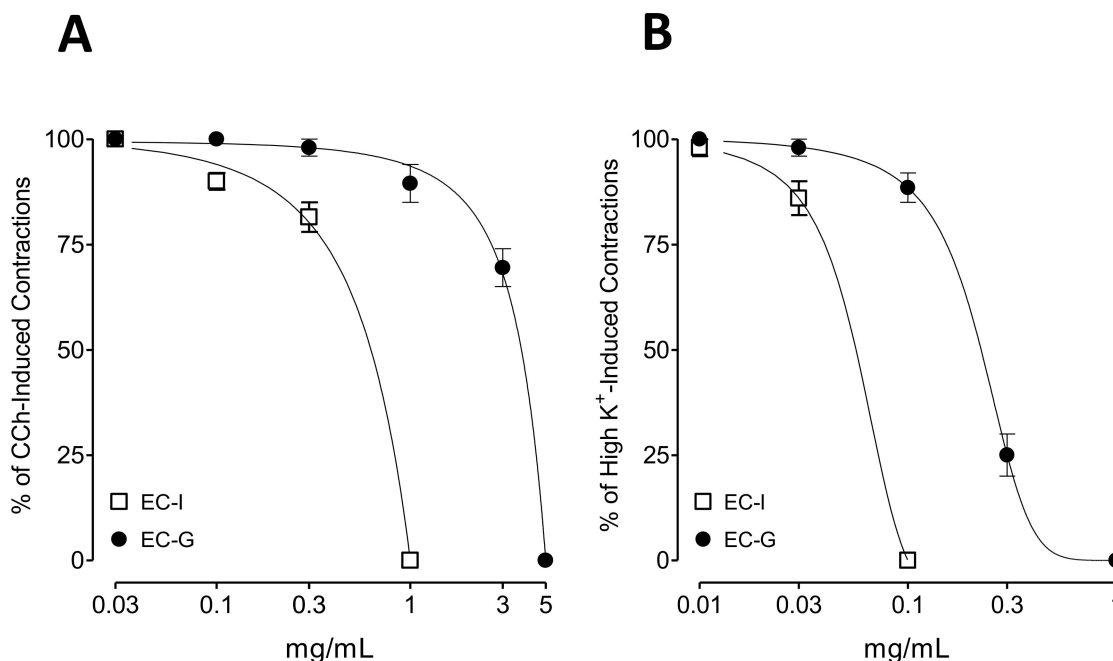 A
% of CCh-Induced Contractions
100
75
50
25
0
EC-I
EC-G
0.03 0.1 0.3 1 3 5
mg/mL
B
% of High K⁺-Induced Contractions
100
75
50
25
0
EC-I
EC-G
0.01 0.03 0.1 0.3
mg/mL